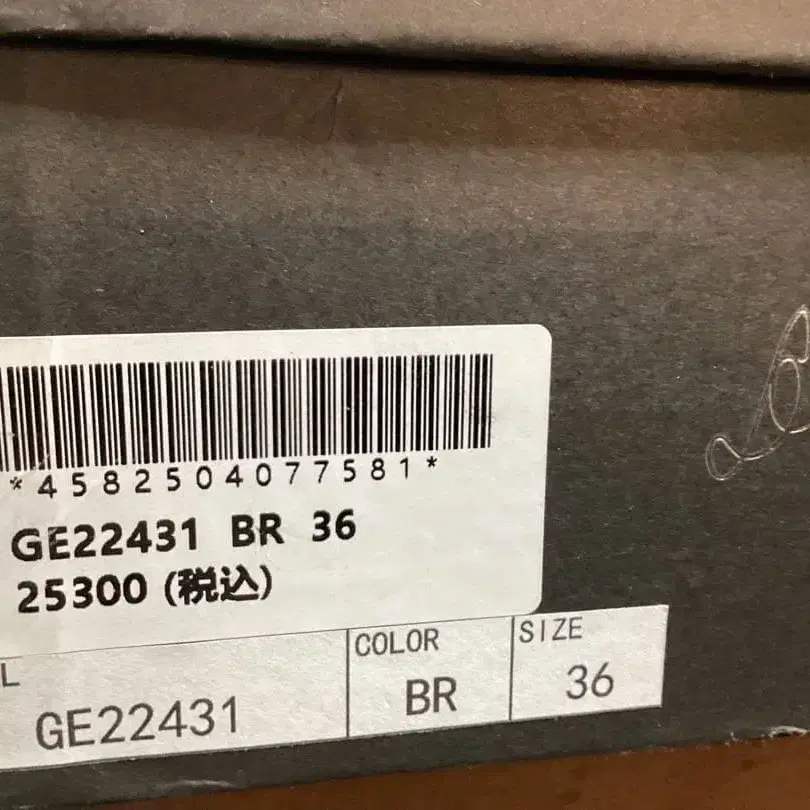 *4582504077581*
GE22431 BR 36
25300 (税込)
L COLOR SIZE
GE22431 BR 36